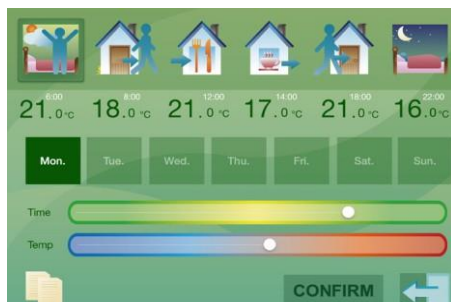 6:00 8:00 12:00 14:00 18:00 22:00
21.0°C 18.0°C 21.0°C 17.0°C 21.0°C 16.0°C
Mon. Tue. Wed. Thu. Fri. Sat. Sun.
Time
Temp
CONFIRM